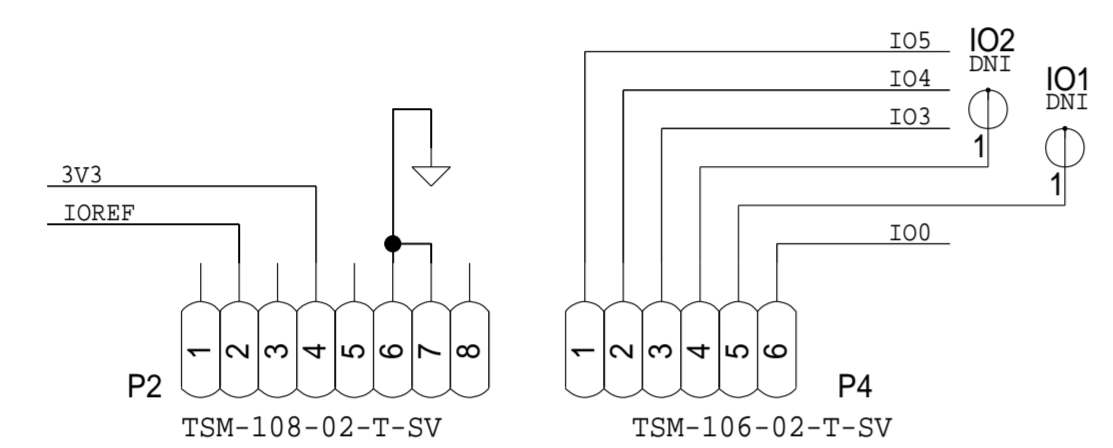 3V3
IOREF
1 2 3 4 5 6 7 8
P2
TSM-108-02-T-SV
IO5
IO4
IO3
IO2
DNI
1
IO1
DNI
1
IO0
1 2 3 4 5 6
P4
TSM-106-02-T-SV